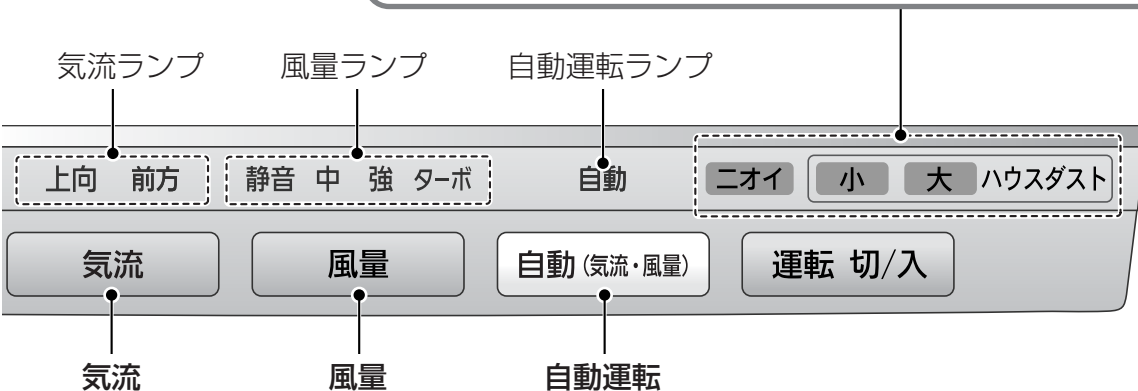 気流ランプ 風量ランプ 自動運転ランプ
上向 前方 静音 中 強 ターボ 自動 ニオイ 小 大 ハウスダスト
気流 風量 自動(気流・風量) 運転 切/入
気流 風量 自動運転